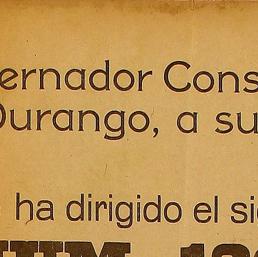 ernador Cons
Durango, a su
ha dirigido el si